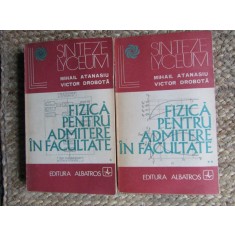 SINTEZE
LYCEUM
MIHAIL ATANASIU
VICTOR DROBOTĂ
FIZICĂ
PENTRU
ADMITERE
ÎN FACULTATE
EDITURA ALBATROS
SINTEZE
LYCEUM
MIHAIL ATANASIU
VICTOR DROBOTĂ
FIZICĂ
PENTRU
ADMITERE
ÎN FACULTATE
EDITURA ALBATROS